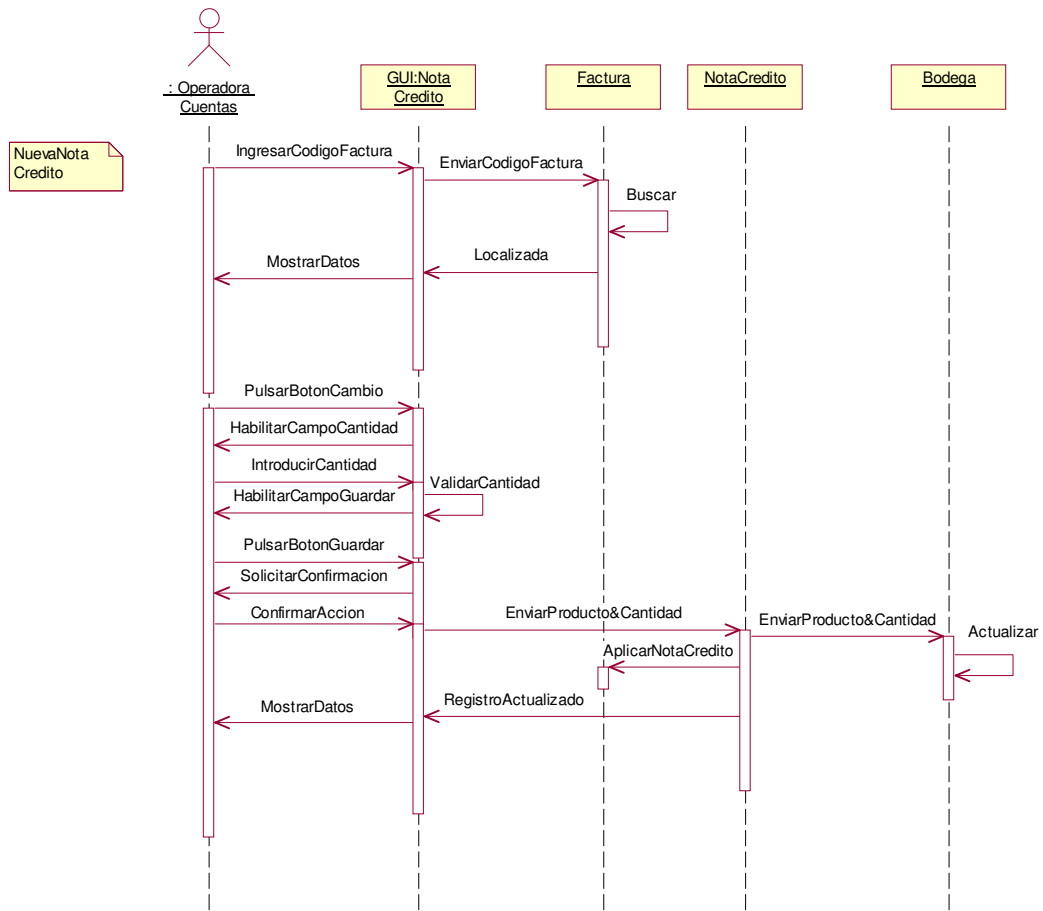 : Operadora
Cuentas
GUI:Nota
Credito
Factura
NotaCredito
Bodega
NuevaNota
Credito
IngresarCodigoFactura
EnviarCodigoFactura
Buscar
Localizada
MostrarDatos
PulsarBotonCambio
HabilitarCampoCantidad
IntroducirCantidad
ValidarCantidad
HabilitarCampoGuardar
PulsarBotonGuardar
SolicitarConfirmacion
ConfirmarAccion
EnviarProducto&Cantidad
EnviarProducto&Cantidad
Actualizar
AplicarNotaCredito
RegistroActualizado
MostrarDatos